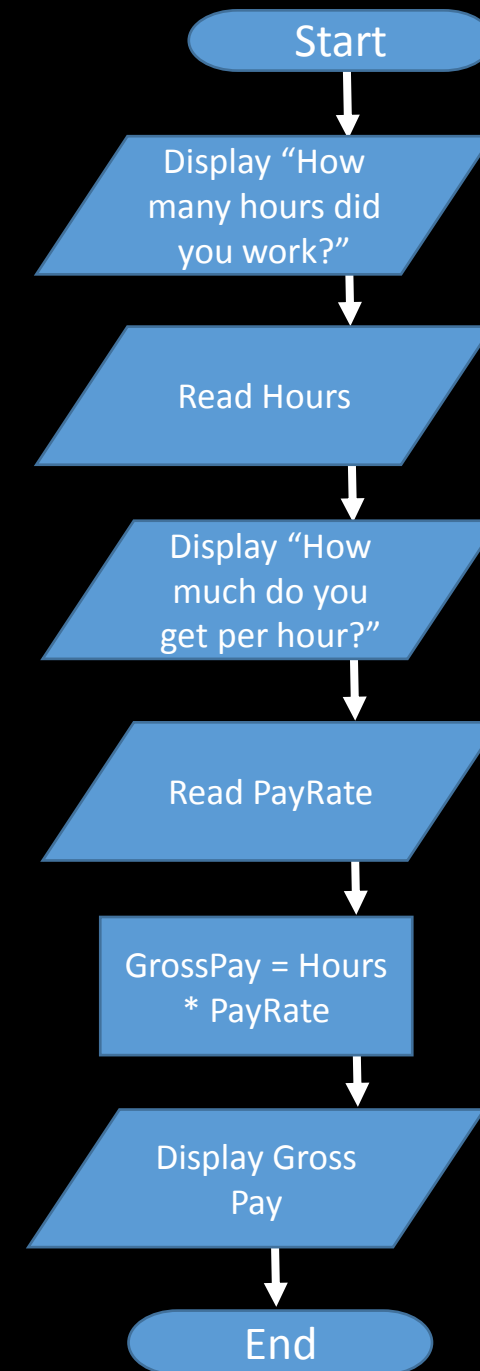 Start
Display “How
many hours did
you work?”
Read Hours
Display “How
much do you
get per hour?”
Read PayRate
GrossPay = Hours
* PayRate
Display Gross
Pay
End